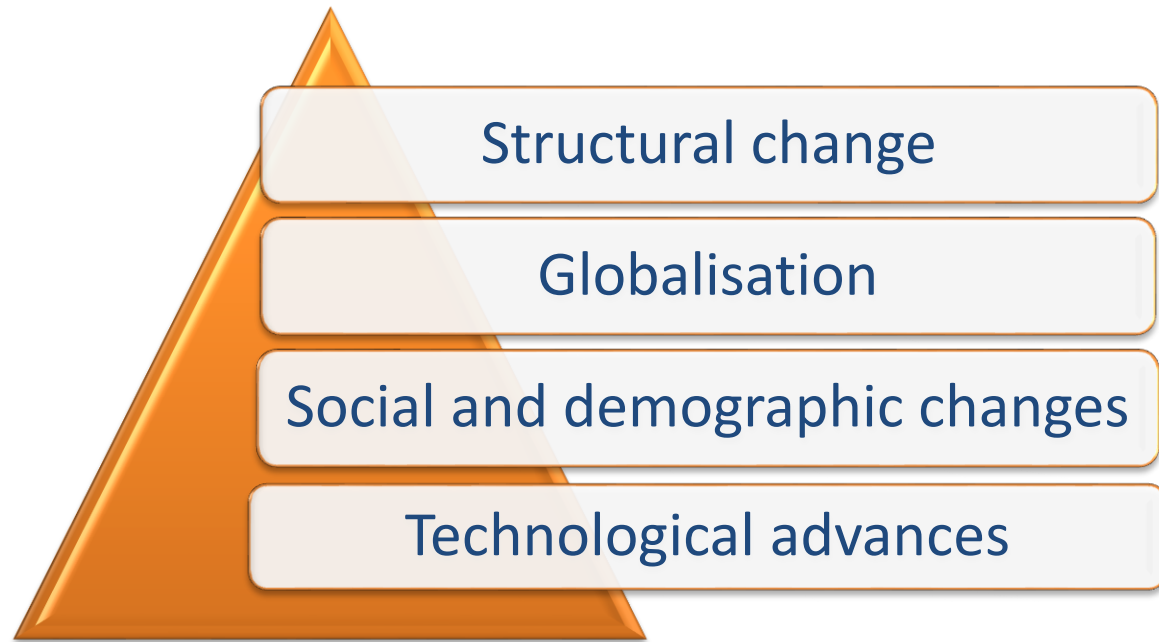 Structural change
Globalisation
Social and demographic changes
Technological advances